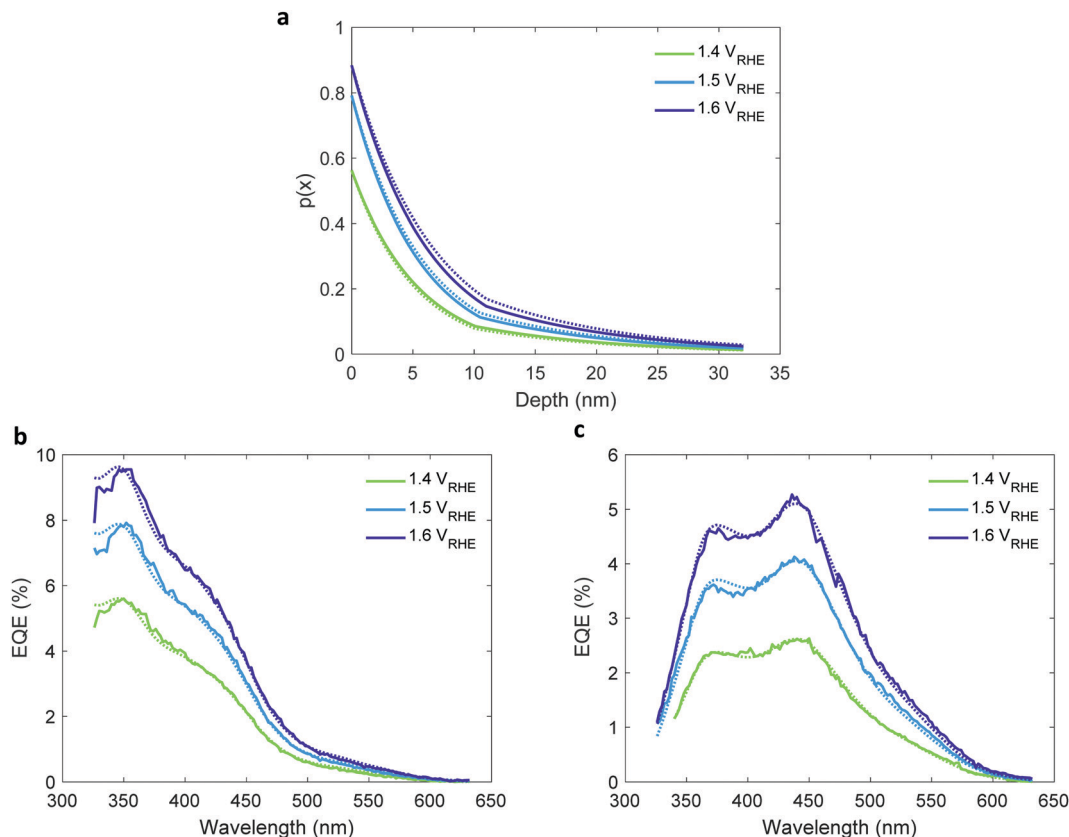 a
1
0.8
0.6
0.4
0.2
0
p(x)
1.4 V_RHE
1.5 V_RHE
1.6 V_RHE
0 5 10 15 20 25 30 35
Depth (nm)
b
10
8
6
4
2
0
EQE (%)
1.4 V_RHE
1.5 V_RHE
1.6 V_RHE
300 350 400 450 500 550 600 650
Wavelength (nm)
c
6
5
4
3
2
1
0
EQE (%)
1.4 V_RHE
1.5 V_RHE
1.6 V_RHE
300 350 400 450 500 550 600 650
Wavelength (nm)